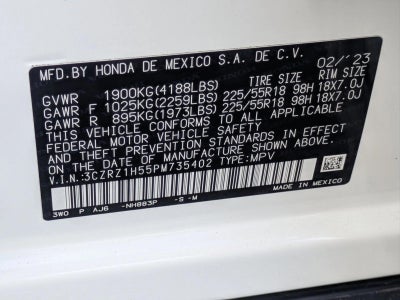 MFD. BY HONDA DE MEXICO S.A. DE C.V. 02/'23
GVWR 1900KG(4188LBS) TIRE SIZE RIM SIZE
GAWR F 1025KG(2259LBS) 225/55R18 98H 18X7.0J
GAWR R 895KG(1973LBS) 225/55R18 98H 18X7.0J
THIS VEHICLE CONFORMS TO ALL APPLICABLE
FEDERAL MOTOR VEHICLE SAFETY, BUMPER,
AND THEFT PREVENTION STANDARDS IN EFFECT
ON THE DATE OF MANUFACTURE SHOWN ABOVE.
V.I.N.:3CZRZ1H55PM735402 TYPE:MPV
3W0 P AJ6 -NH883P -S -M MADE IN MEXICO